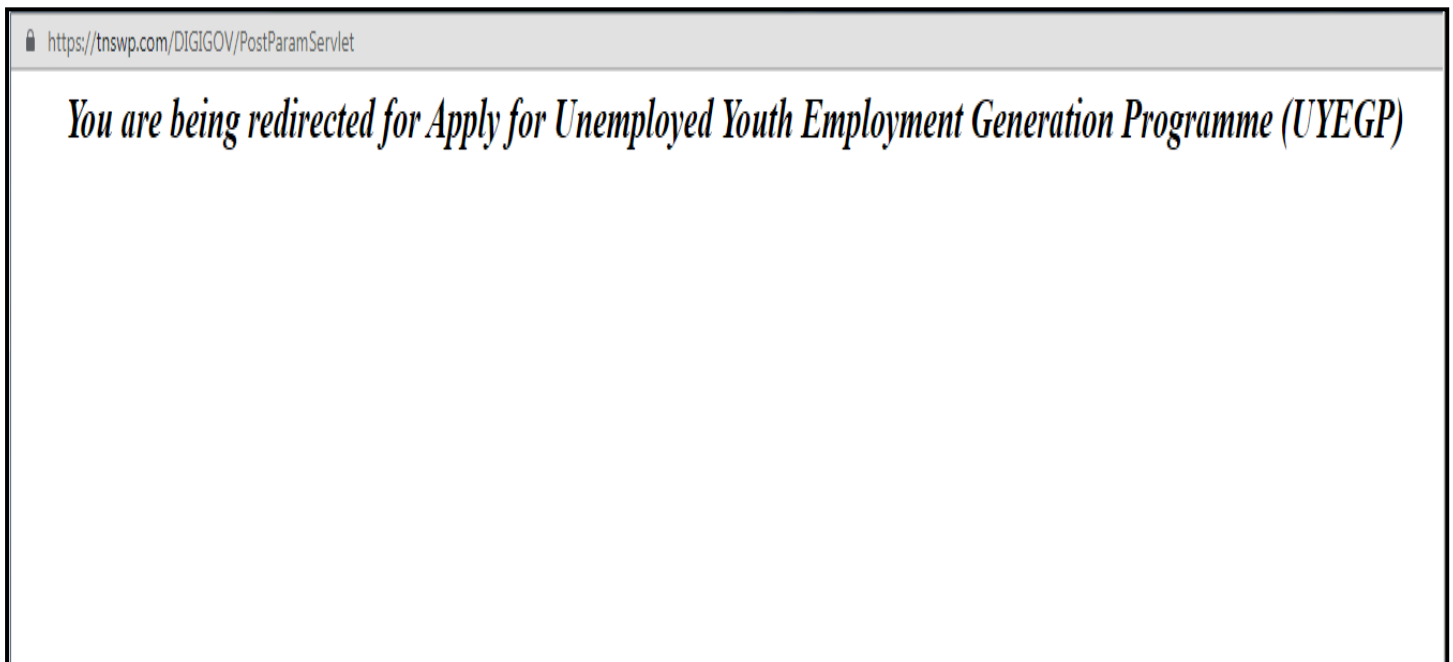 https://tnswp.com/DIGIGOV/PostParamServlet
You are being redirected for Apply for Unemployed Youth Employment Generation Programme (UYEGP)